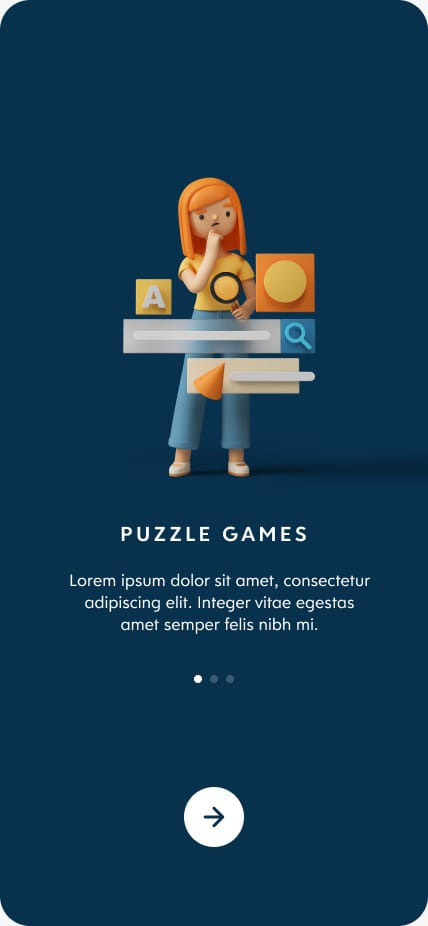 A
PUZZLE GAMES
Lorem ipsum dolor sit amet, consectetur
adipiscing elit. Integer vitae egestas
amet semper felis nibh mi.